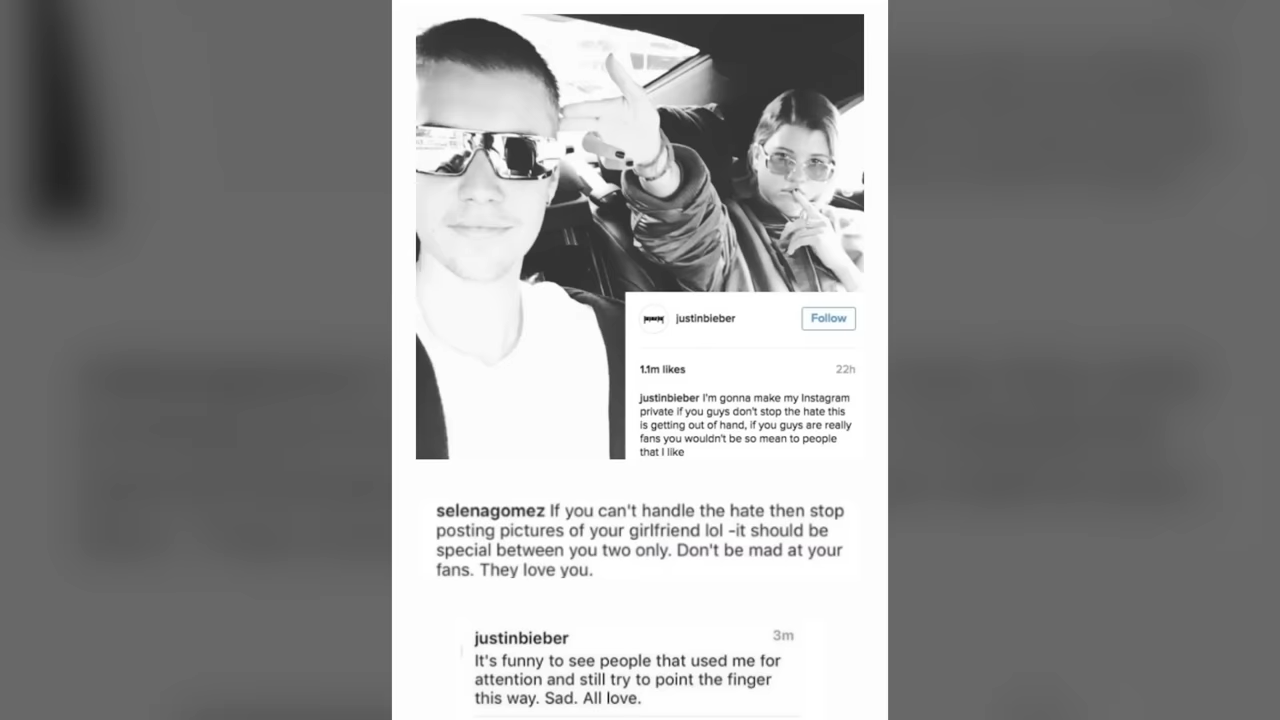 justinbieber
Follow
1.1m likes
22h
justinbieber I'm gonna make my Instagram
private if you guys don't stop the hate this
is getting out of hand, if you guys are really
fans you wouldn't be so mean to people
that I like
selenagomez If you can't handle the hate then stop
posting pictures of your girlfriend lol -it should be
special between you two only. Don't be mad at your
fans. They love you.
justinbieber
3m
It's funny to see people that used me for
attention and still try to point the finger
this way. Sad. All love.